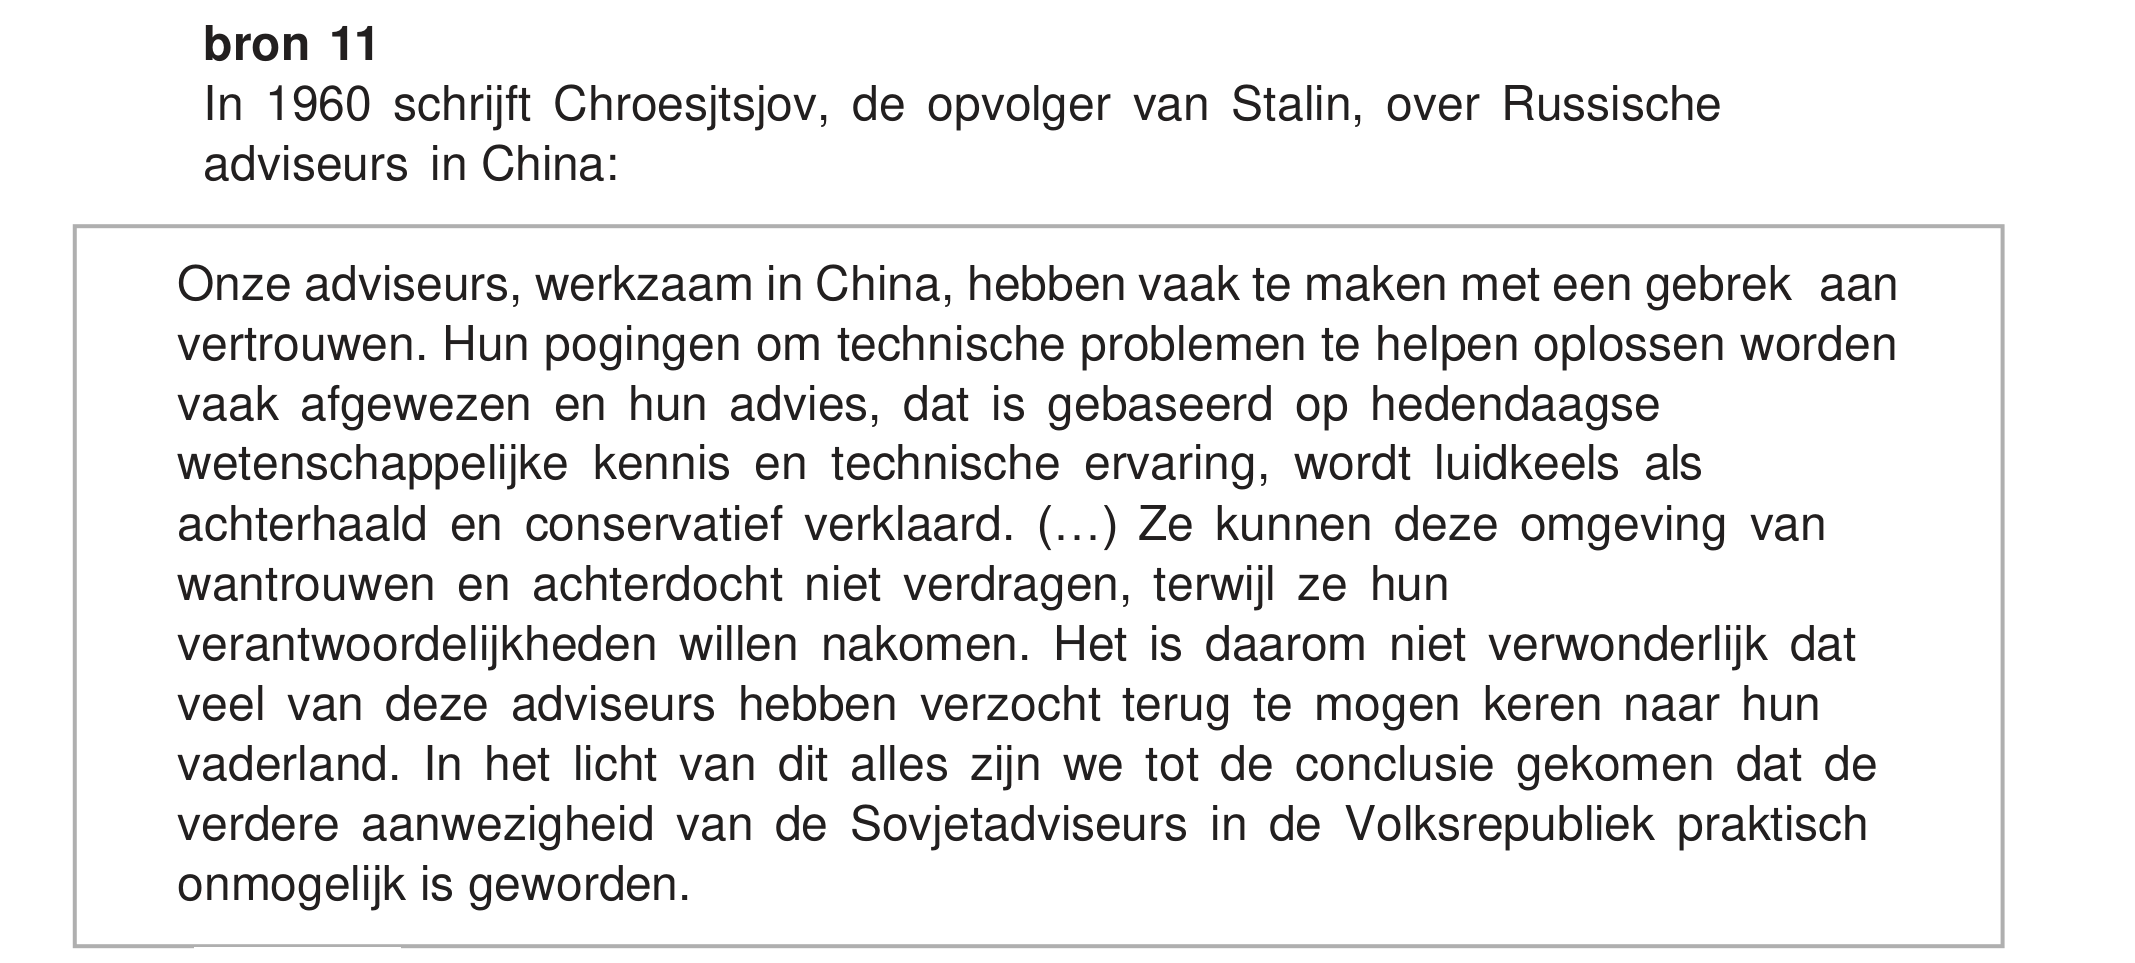 bron 11
In 1960 schrijft Chroesjtsjov, de opvolger van Stalin, over Russische
adviseurs in China:
Onze adviseurs, werkzaam in China, hebben vaak te maken met een gebrek aan
vertrouwen. Hun pogingen om technische problemen te helpen oplossen worden
vaak afgewezen en hun advies, dat is gebaseerd op hedendaagse
wetenschappelijke kennis en technische ervaring, wordt luidkeels als
achterhaald en conservatief verklaard. (…) Ze kunnen deze omgeving van
wantrouwen en achterdocht niet verdragen, terwijl ze hun
verantwoordelijkheden willen nakomen. Het is daarom niet verwonderlijk dat
veel van deze adviseurs hebben verzocht terug te mogen keren naar hun
vaderland. In het licht van dit alles zijn we tot de conclusie gekomen dat de
verdere aanwezigheid van de Sovjetadviseurs in de Volksrepubliek praktisch
onmogelijk is geworden.